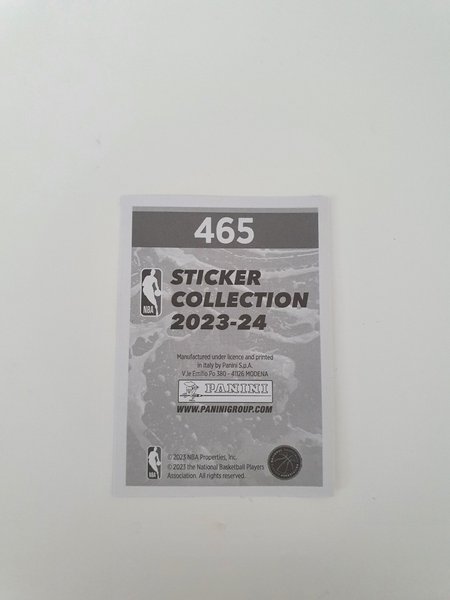 465
STICKER
COLLECTION
2023-24
NBA
Manufactured under licence and printed
in Italy by Panini S.p.A.
V.le Emilio Po 380 - 41126 MODENA
PANINI
WWW.PANINIGROUP.COM
© 2023 NBA Properties, Inc.
© 2023 the National Basketball Players
Association. All rights reserved.
NBA